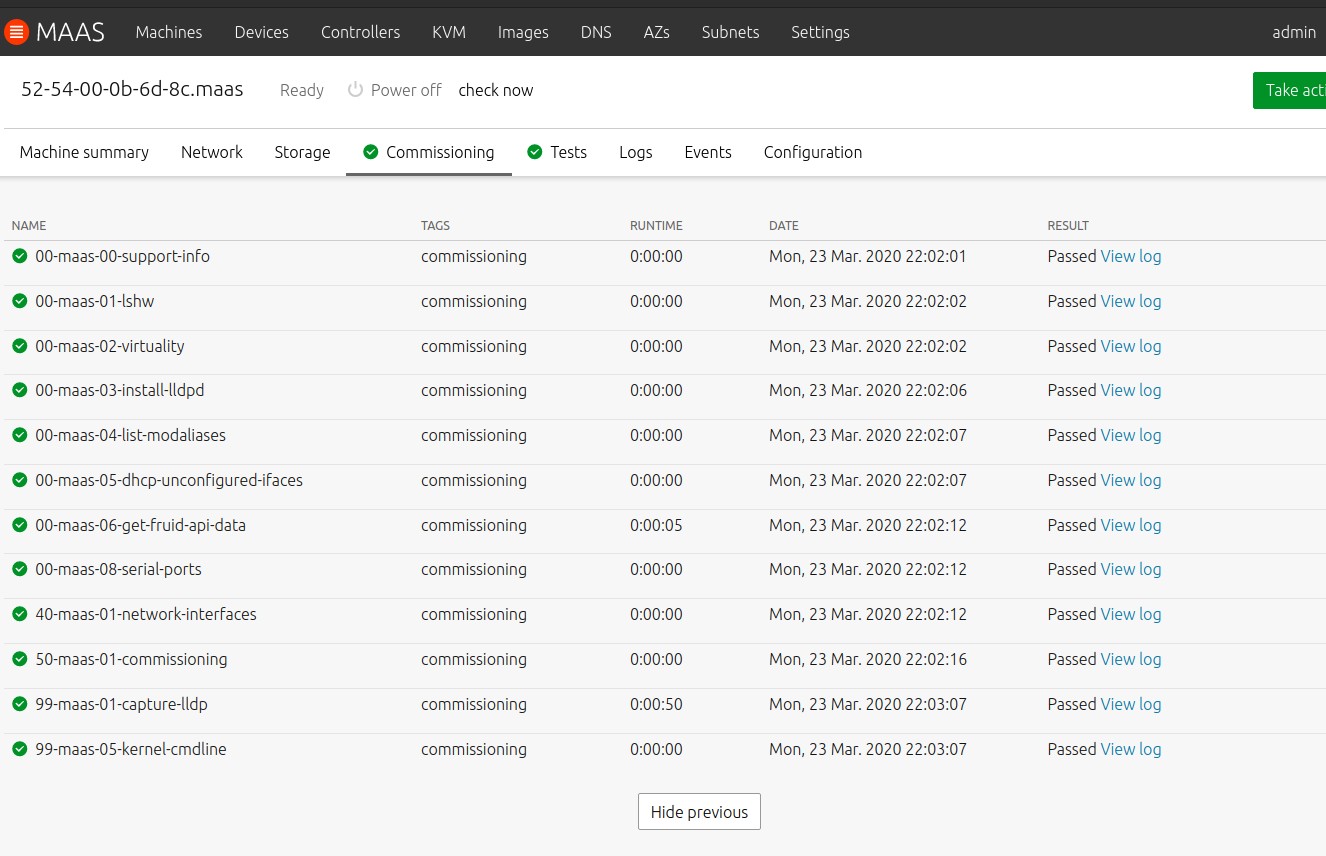 MAAS Machines Devices Controllers KVM Images DNS AZs Subnets Settings admin
52-54-00-0b-6d-8c.maas Ready Power off check now Take acti
Machine summary Network Storage Commissioning Tests Logs Events Configuration
NAME TAGS RUNTIME DATE RESULT
00-maas-00-support-info commissioning 0:00:00 Mon, 23 Mar. 2020 22:02:01 Passed View log
00-maas-01-lshw commissioning 0:00:00 Mon, 23 Mar. 2020 22:02:02 Passed View log
00-maas-02-virtuality commissioning 0:00:00 Mon, 23 Mar. 2020 22:02:02 Passed View log
00-maas-03-install-lldpd commissioning 0:00:00 Mon, 23 Mar. 2020 22:02:06 Passed View log
00-maas-04-list-modaliases commissioning 0:00:00 Mon, 23 Mar. 2020 22:02:07 Passed View log
00-maas-05-dhcp-unconfigured-ifaces commissioning 0:00:00 Mon, 23 Mar. 2020 22:02:07 Passed View log
00-maas-06-get-fruid-api-data commissioning 0:00:05 Mon, 23 Mar. 2020 22:02:12 Passed View log
00-maas-08-serial-ports commissioning 0:00:00 Mon, 23 Mar. 2020 22:02:12 Passed View log
40-maas-01-network-interfaces commissioning 0:00:00 Mon, 23 Mar. 2020 22:02:12 Passed View log
50-maas-01-commissioning commissioning 0:00:00 Mon, 23 Mar. 2020 22:02:16 Passed View log
99-maas-01-capture-lldp commissioning 0:00:50 Mon, 23 Mar. 2020 22:03:07 Passed View log
99-maas-05-kernel-cmdline commissioning 0:00:00 Mon, 23 Mar. 2020 22:03:07 Passed View log
Hide previous